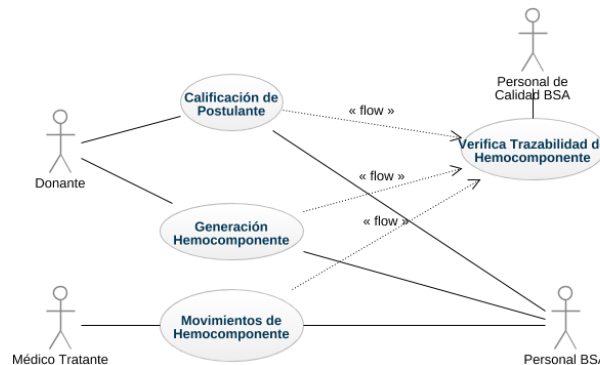 Personal de
Calidad BSA
Calificación de
Postulante
« flow »
Verifica Trazabilidad d
Hemocomponente
Donante
« flow »
Generación
Hemocomponente
« flow »
Movimientos de
Hemocomponente
Médico Tratante
Personal BSA